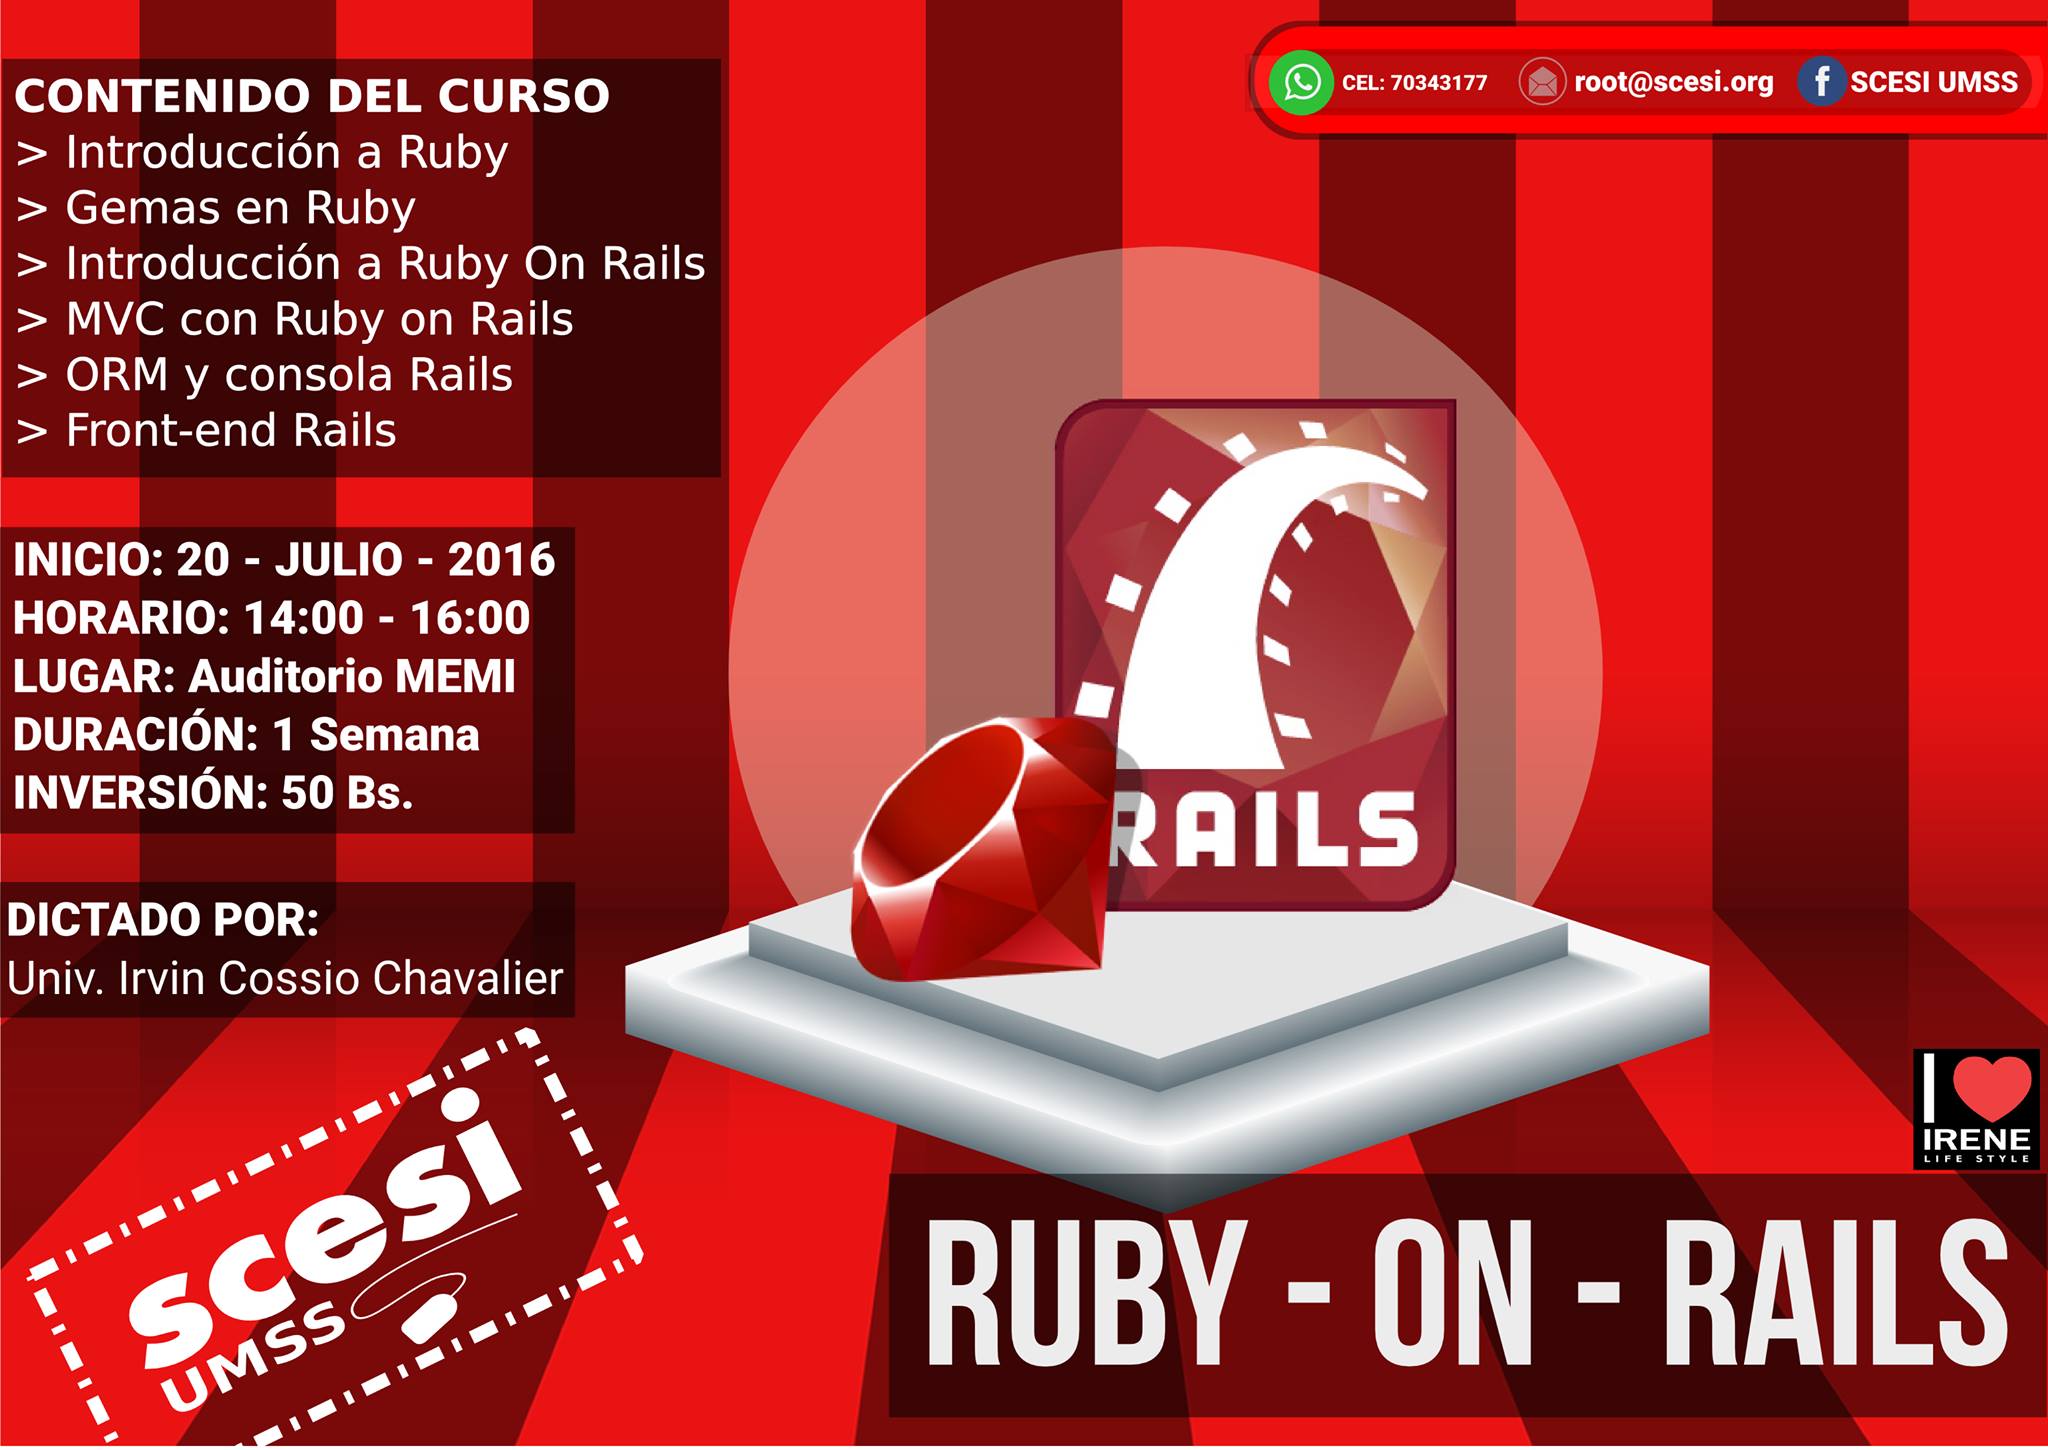 CONTENIDO DEL CURSO
> Introducción a Ruby
> Gemas en Ruby
> Introducción a Ruby On Rails
> MVC con Ruby on Rails
> ORM y consola Rails
> Front-end Rails
INICIO: 20 - JULIO - 2016
HORARIO: 14:00 - 16:00
LUGAR: Auditorio MEMI
DURACIÓN: 1 Semana
INVERSIÓN: 50 Bs.
DICTADO POR:
Univ. Irvin Cossio Chavalier
scesi
UMSS
CEL: 70343177 root@scesi.org f SCESI UMSS
RAILS
I
IRENE
LIFE STYLE
RUBY - ON - RAILS